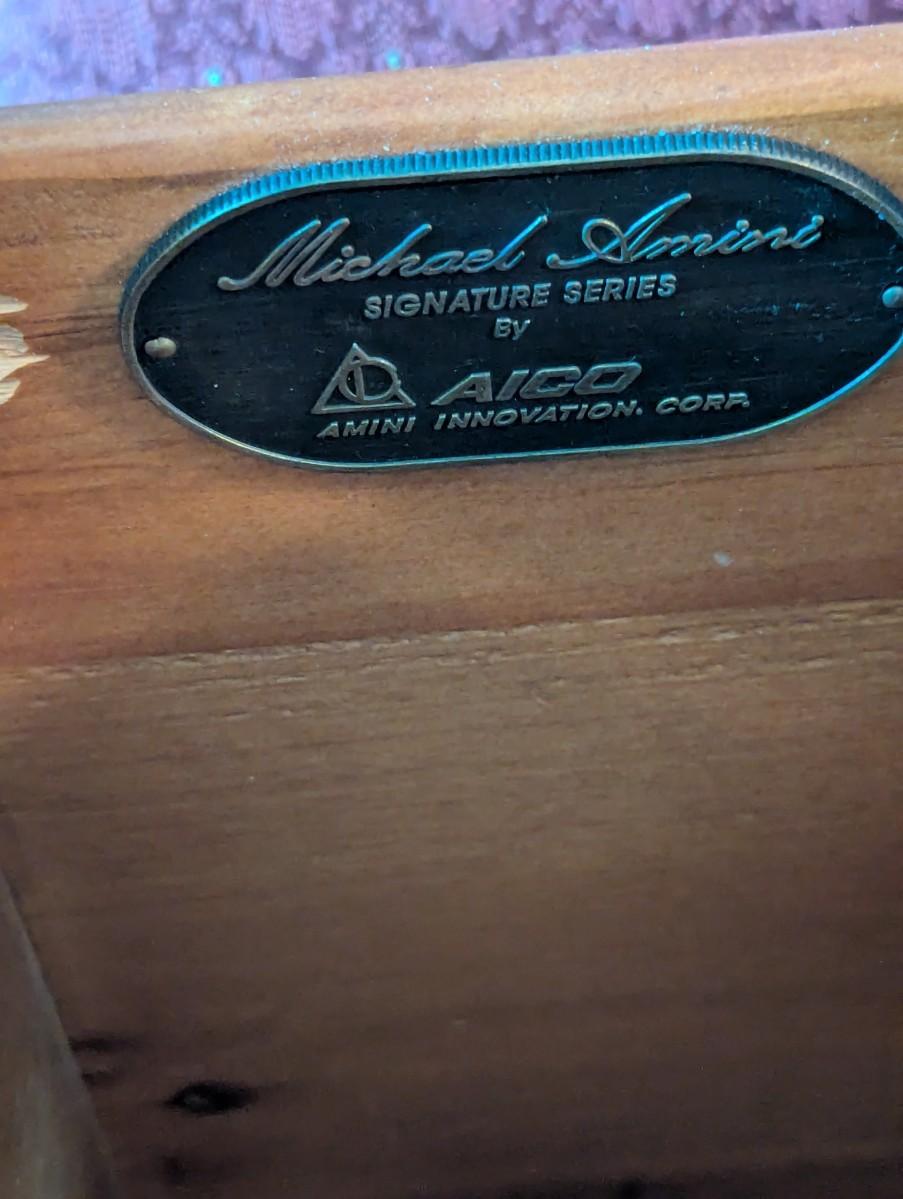 Michael Amini
SIGNATURE SERIES
By
AICO
AMINI INNOVATION. CORP.